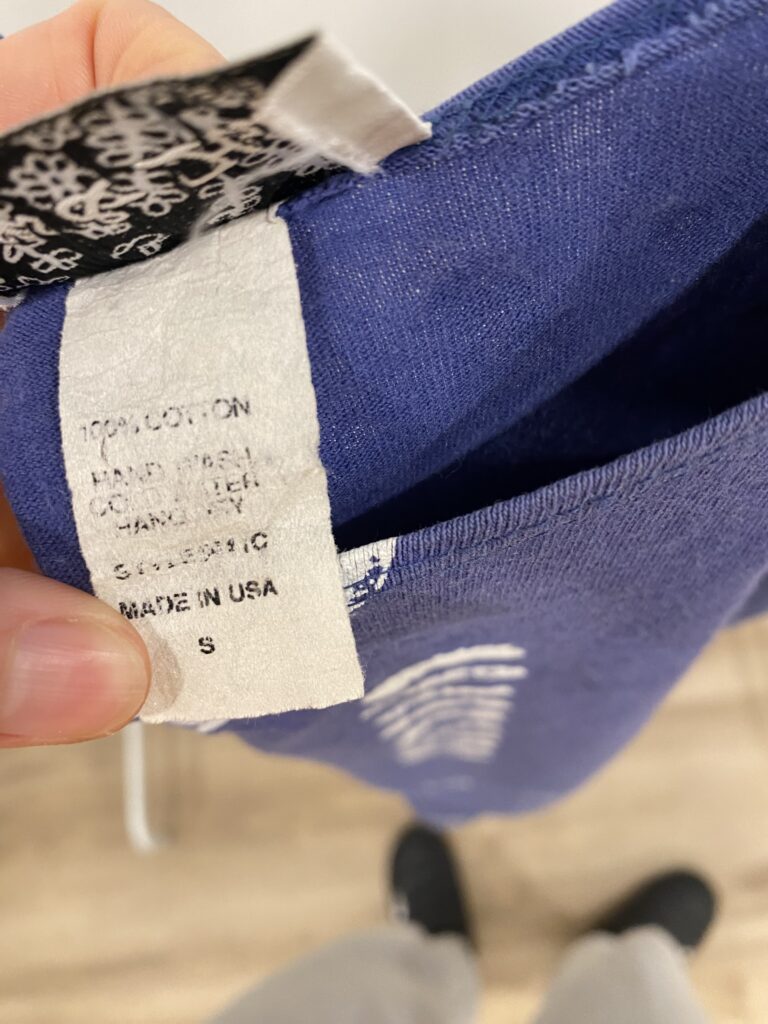 100% COTTON
HAND WASH
COLD WATER
HANG DRY
MADE IN USA
S